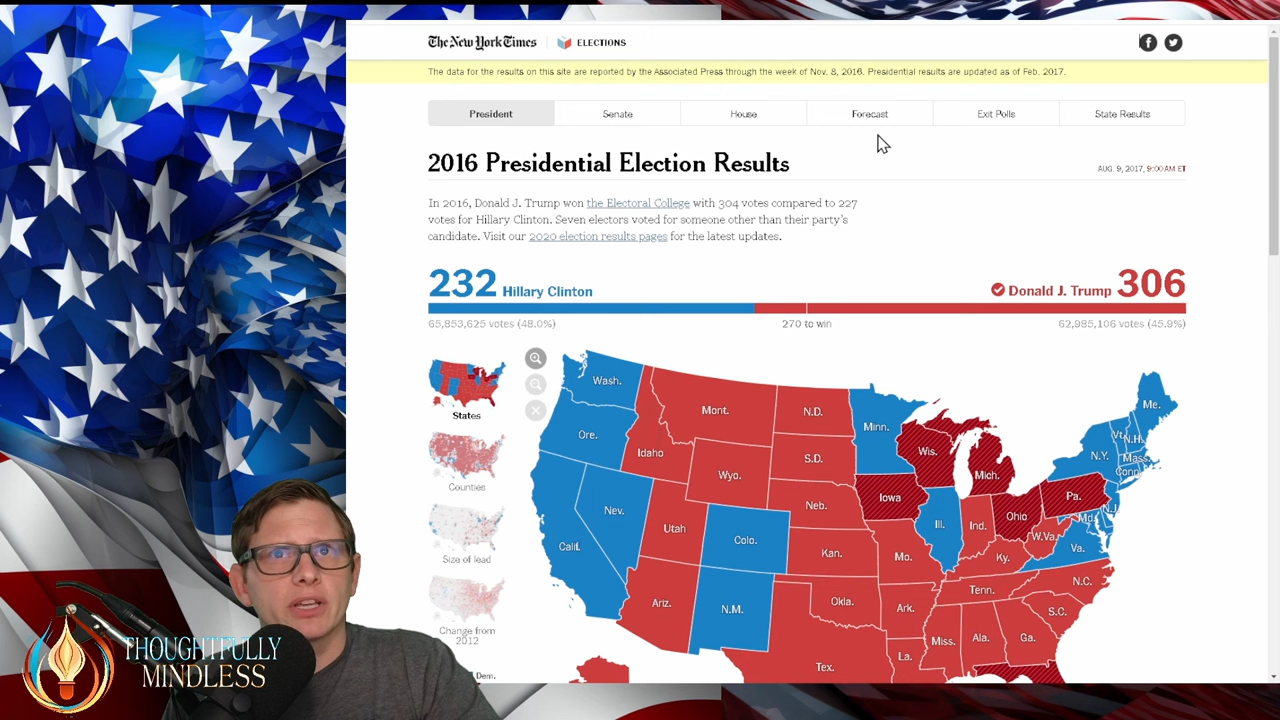 The New York Times
ELECTIONS
The data for the results on this site are reported by the Associated Press through the week of Nov. 8, 2016. Presidential results are updated as of Feb. 2017.
President Senate House Forecast Exit Polls State Results
2016 Presidential Election Results
AUG. 9, 2017, 9:00 AM ET
In 2016, Donald J. Trump won the Electoral College with 304 votes compared to 227
votes for Hillary Clinton. Seven electors voted for someone other than their party's
candidate. Visit our 2020 election results pages for the latest updates.
232 Hillary Clinton
Donald J. Trump 306
65,853,625 votes (48.0%)
270 to win
62,985,106 votes (45.9%)
States
Counties
Size of lead
Change from
2012
Dem.
Wash.
Mont.
N.D.
Minn.
Me.
Ore.
Idaho
S.D.
Wis.
Vt.
N.H.
N.Y.
Mass.
Conn.
Wyo.
Mich.
Iowa
Neb.
Pa.
N.J.
Nev.
Utah
Colo.
Ill.
Ind.
Ohio
Md.
W.Va.
Va.
Calif.
Kan.
Mo.
Ky.
N.C.
Tenn.
Ariz.
N.M.
Okla.
Ark.
S.C.
Miss.
Ala.
Ga.
La.
Tex.
THOUGHTFULLY
MINDLESS